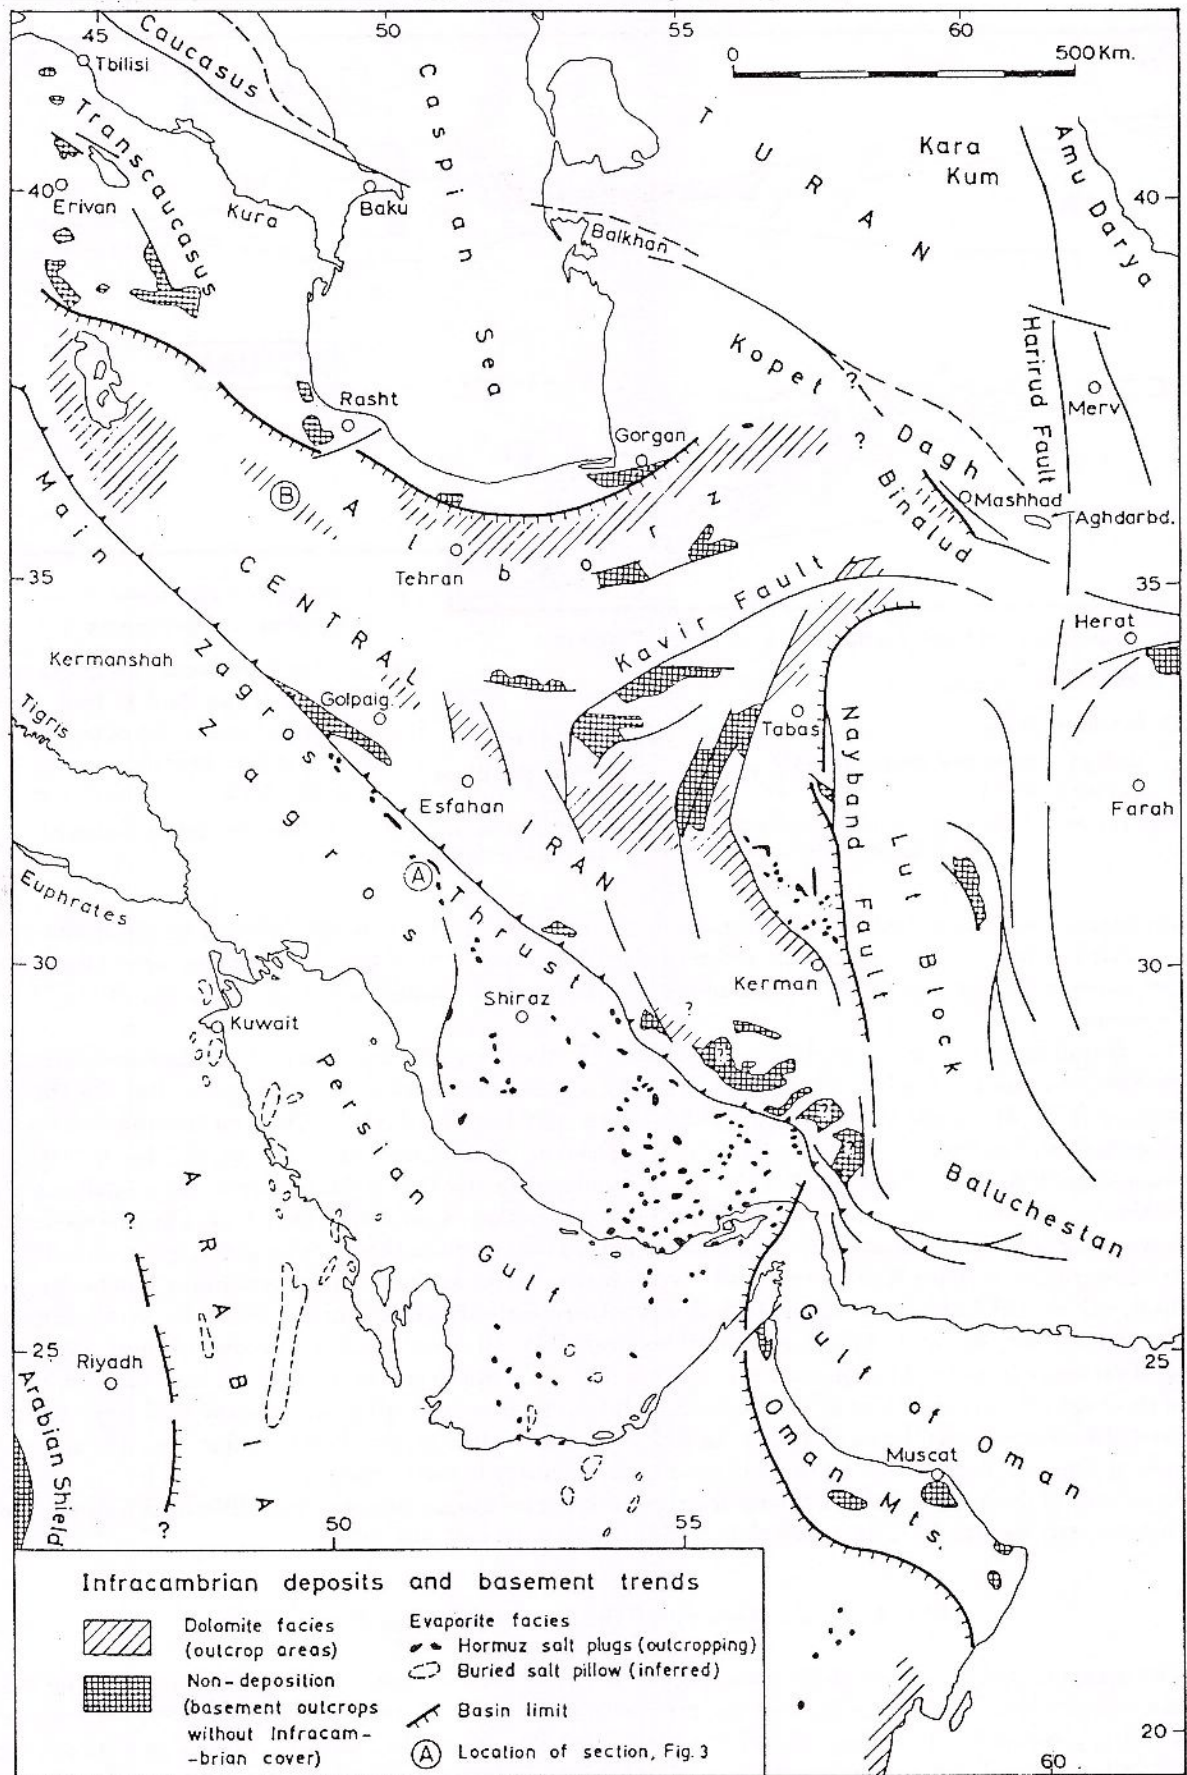 45
50
55
60
0
500 Km.
Tbilisi
Caucasus
Caspian Sea
TURAN
Kara
Kum
Amu Darya
Transcaucasus
40
Erivan
Kura
Baku
Balkhan
40
Kopet Dagh
?
?
Harirud Fault
Merv
Rasht
Gorgan
Binalud
Mashhad
Aghdarbd.
B
Alborz
Tehran
35
35
CENTRAL IRAN
Kavir Fault
Herat
Main Zagros Thrust
Kermanshah
Zagros
Golpaig.
Tabas
Nayband Fault
Tigris
Esfahan
Farah
Lut Block
A
Euphrates
30
30
Kerman
Shiraz
?
Kuwait
?
?
?
Persian Gulf
Baluchestan
ARABIA
?
25
25
Riyadh
Gulf of Oman
Arabian Shield
Oman Mts.
Muscat
?
50
55
Infracambrian deposits and basement trends
Dolomite facies
(outcrop areas)
Non-deposition
(basement outcrops
without Infracam-
-brian cover)
Evaporite facies
Hormuz salt plugs (outcropping)
Buried salt pillow (inferred)
Basin limit
A Location of section, Fig. 3
20
60